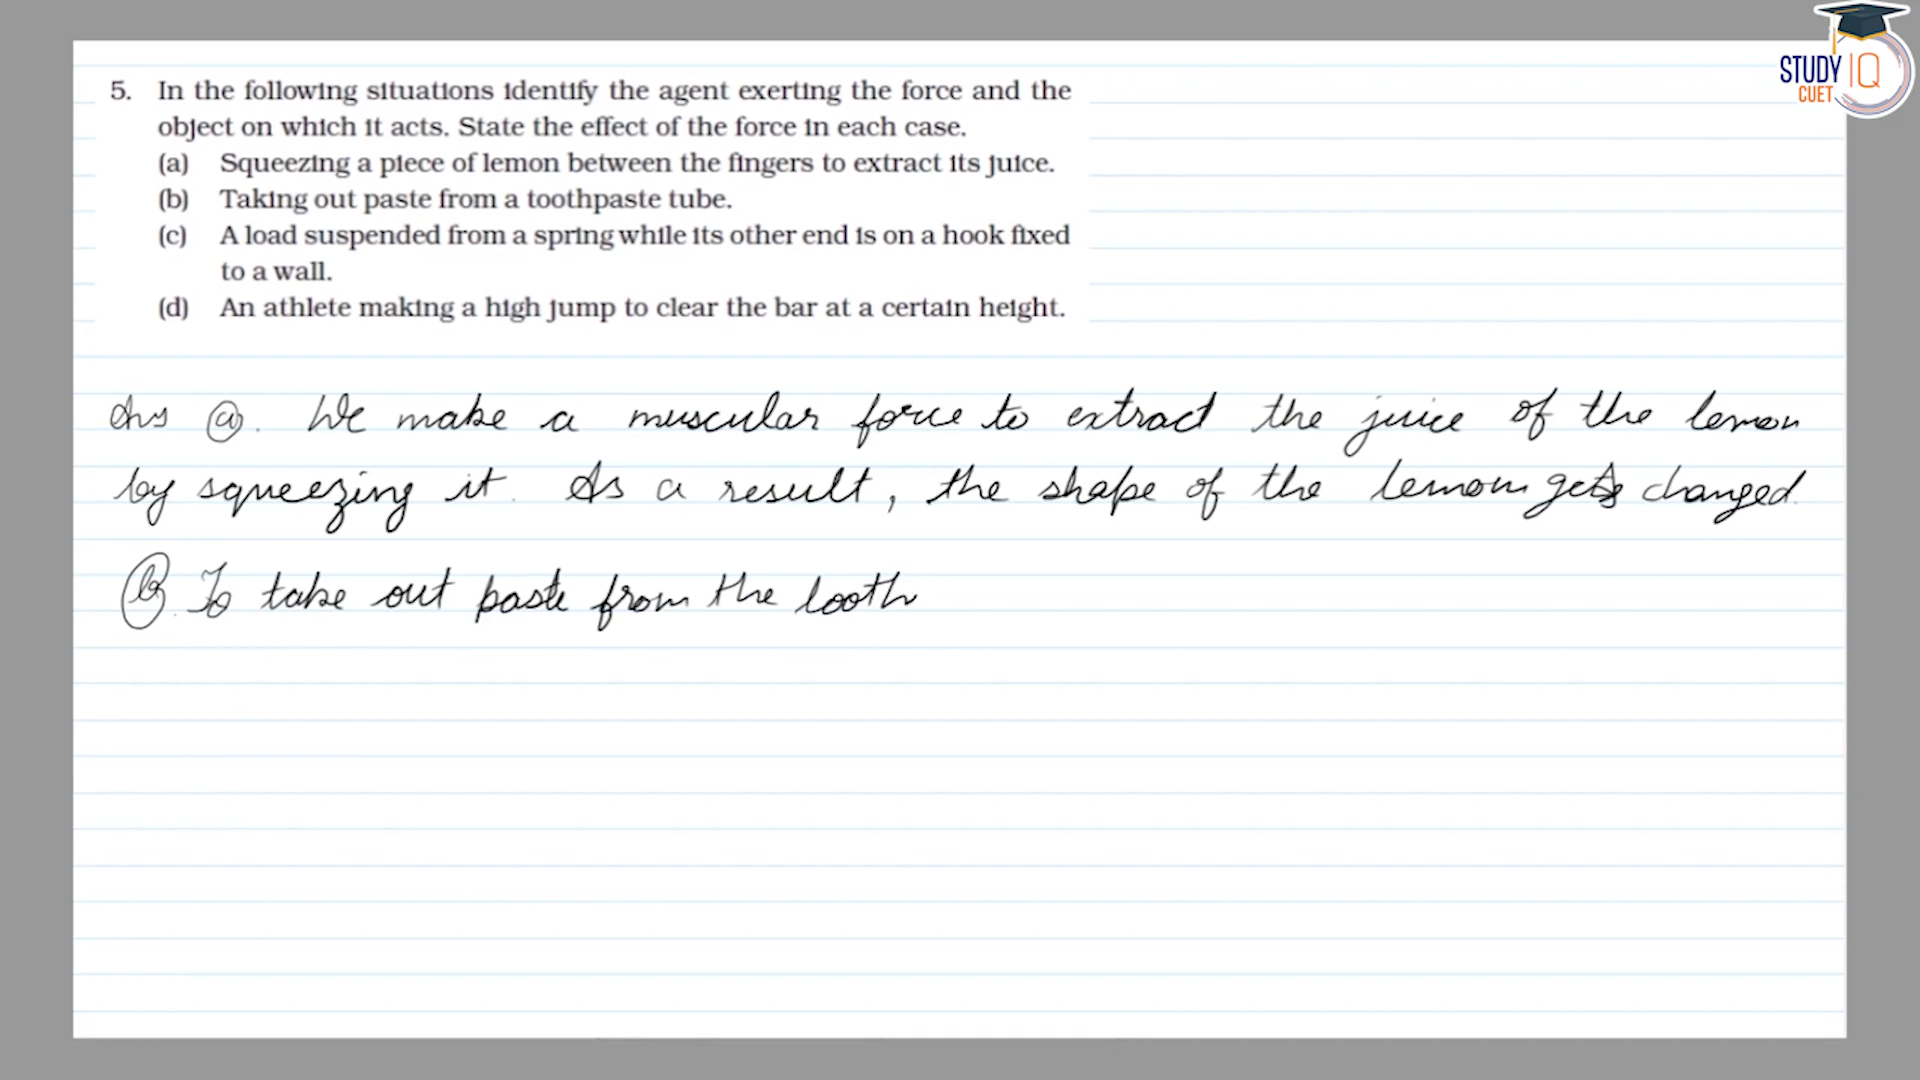 STUDY IQ
CUET
5. In the following situations identify the agent exerting the force and the
object on which it acts. State the effect of the force in each case.
(a) Squeezing a piece of lemon between the fingers to extract its juice.
(b) Taking out paste from a toothpaste tube.
(c) A load suspended from a spring while its other end is on a hook fixed
to a wall.
(d) An athlete making a high jump to clear the bar at a certain height.
Ans (a). We make a muscular force to extract the juice of the lemon
by squeezing it. As a result, the shape of the lemon gets changed.
(b). To take out paste from the tooth